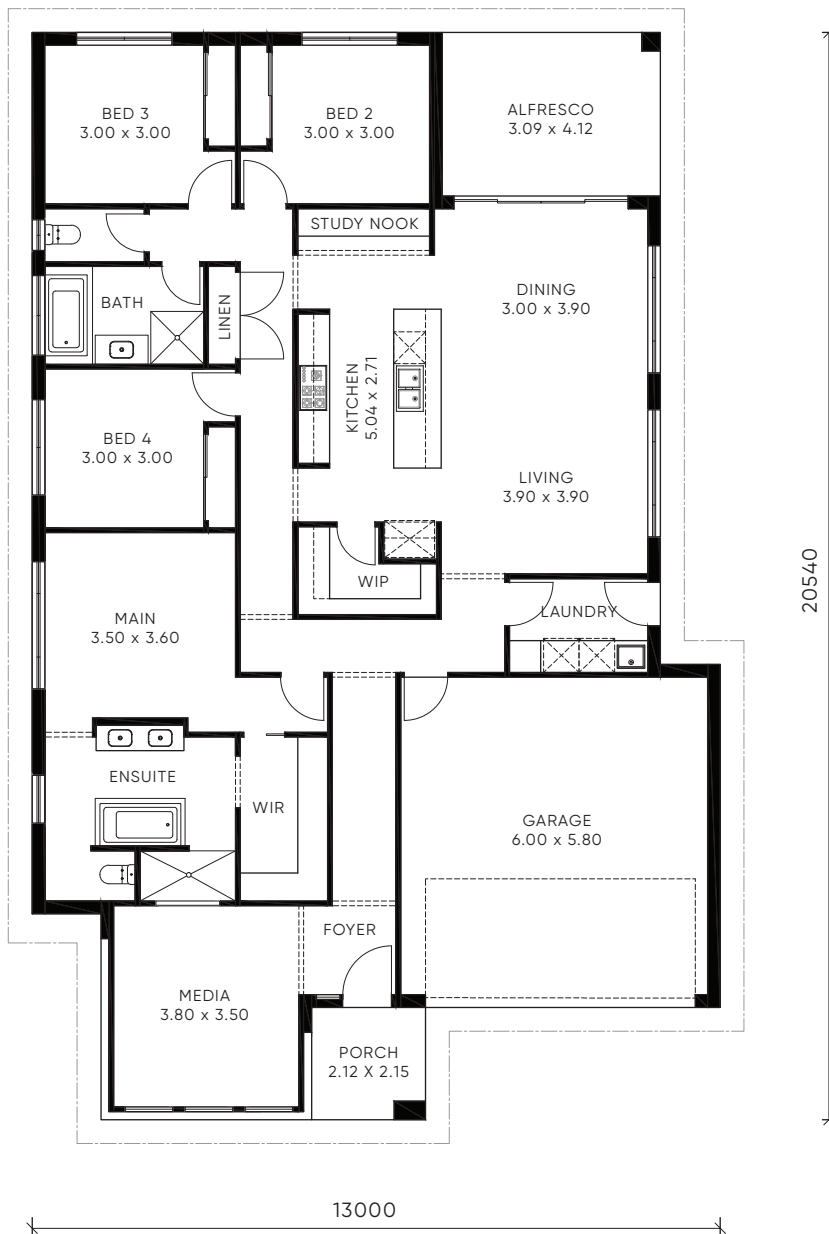 BED 3
3.00 x 3.00
BED 2
3.00 x 3.00
ALFRESCO
3.09 x 4.12
STUDY NOOK
BATH
LINEN
DINING
3.00 x 3.90
KITCHEN
5.04 x 2.71
BED 4
3.00 x 3.00
LIVING
3.90 x 3.90
WIP
20540
MAIN
3.50 x 3.60
LAUNDRY
ENSUITE
WIR
GARAGE
6.00 x 5.80
FOYER
MEDIA
3.80 x 3.50
PORCH
2.12 X 2.15
13000